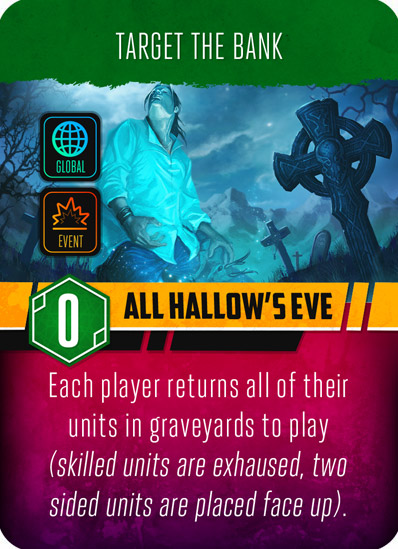 TARGET THE BANK
GLOBAL
EVENT
0 ALL HALLOW'S EVE
Each player returns all of their
units in graveyards to play
(skilled units are exhaused, two
sided units are placed face up).